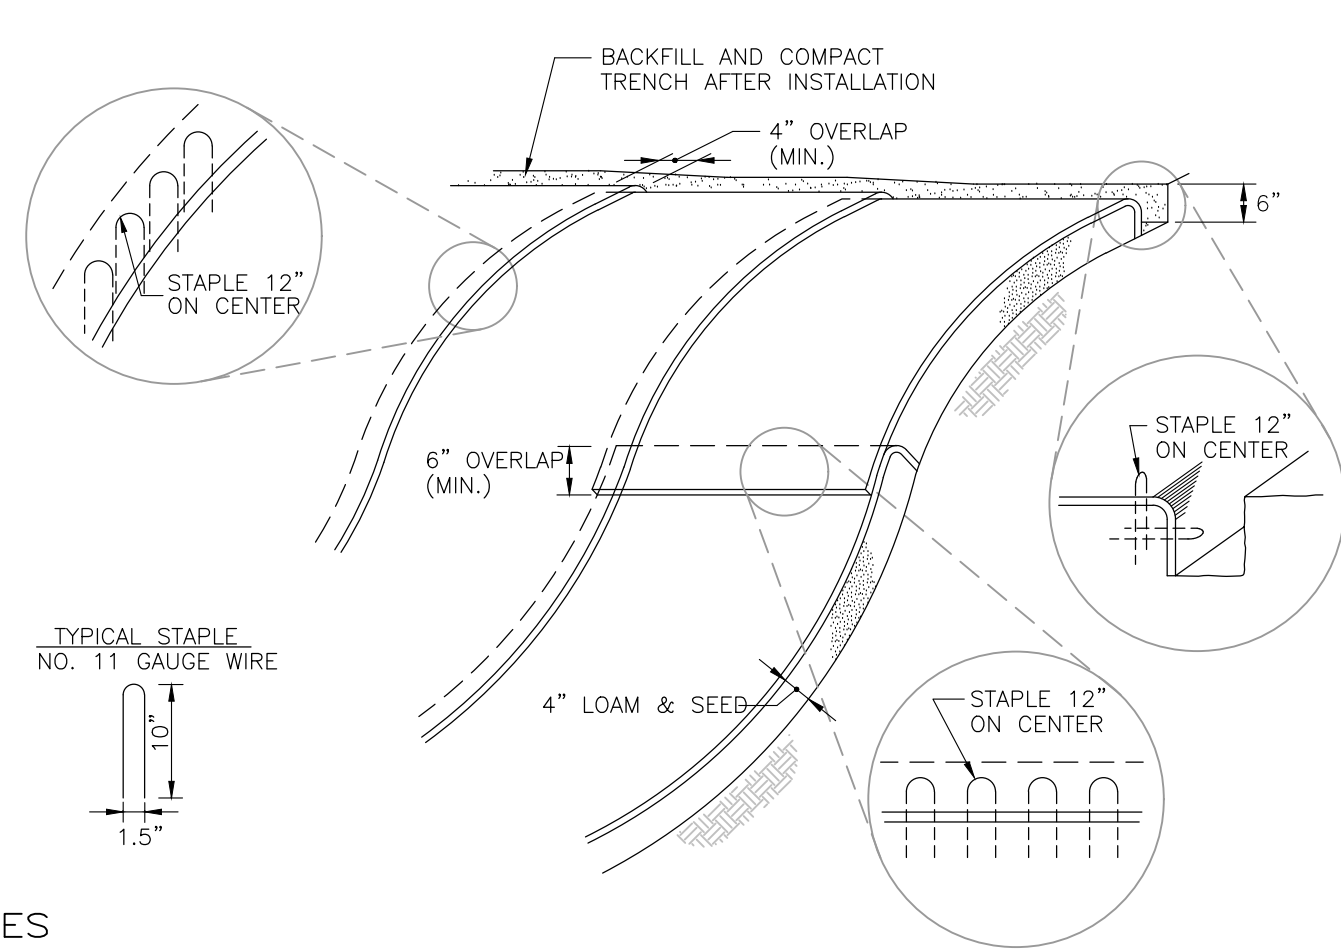 BACKFILL AND COMPACT
TRENCH AFTER INSTALLATION
4” OVERLAP
(MIN.)
6”
STAPLE 12”
ON CENTER
STAPLE 12”
ON CENTER
6” OVERLAP
(MIN.)
TYPICAL STAPLE
NO. 11 GAUGE WIRE
10”
1.5”
4” LOAM & SEED
STAPLE 12”
ON CENTER
ES